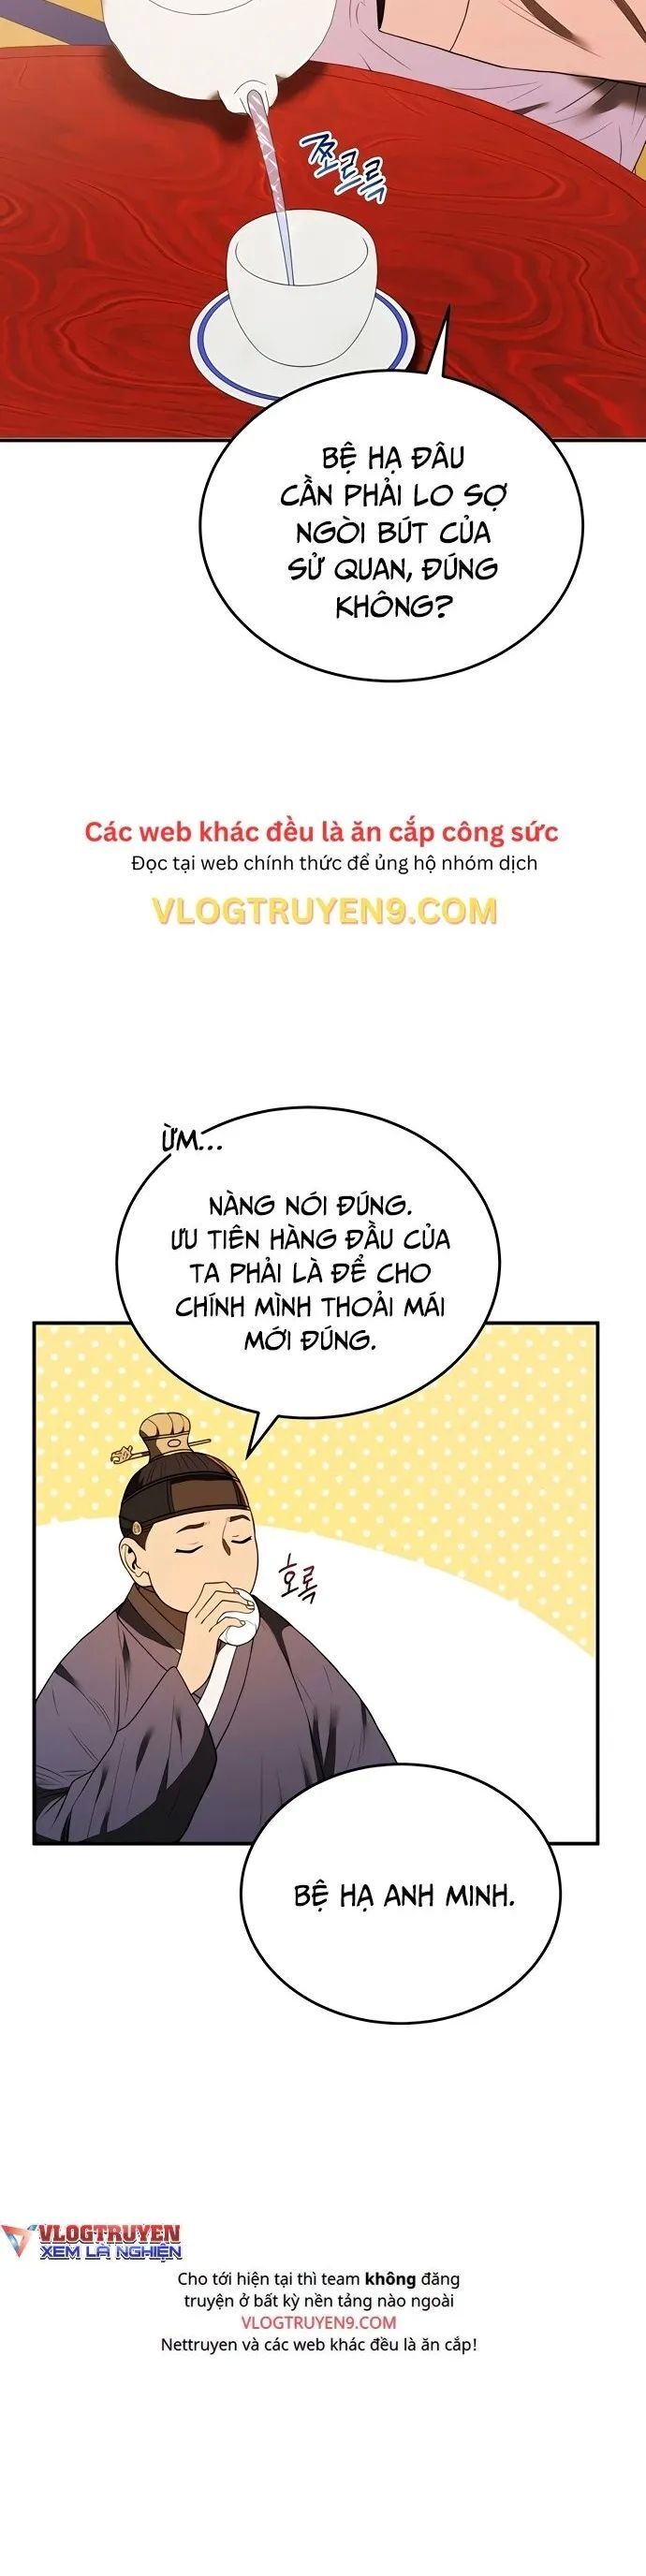 쪼르륵
BỆ HẠ ĐÂU
CẦN PHẢI LO SỢ
NGÒI BÚT CỦA
SỬ QUAN, ĐÚNG
KHÔNG?
Các web khác đều là ăn cắp công sức
Đọc tại web chính thức để ủng hộ nhóm dịch
VLOGTRUYEN9.COM
ỪM...
NÀNG NÓI ĐÚNG.
ƯU TIÊN HÀNG ĐẦU CỦA
TA PHẢI LÀ ĐỂ CHO
CHÍNH MÌNH THOẢI MÁI
MỚI ĐÚNG.
호록
BỆ HẠ ANH MINH.
VLOGTRUYEN
XEM LÀ NGHIỆN
Cho tới hiện tại thì team không đăng
truyện ở bất kỳ nền tảng nào ngoài
VLOGTRUYEN9.COM
Nettruyen và các web khác đều là ăn cắp!